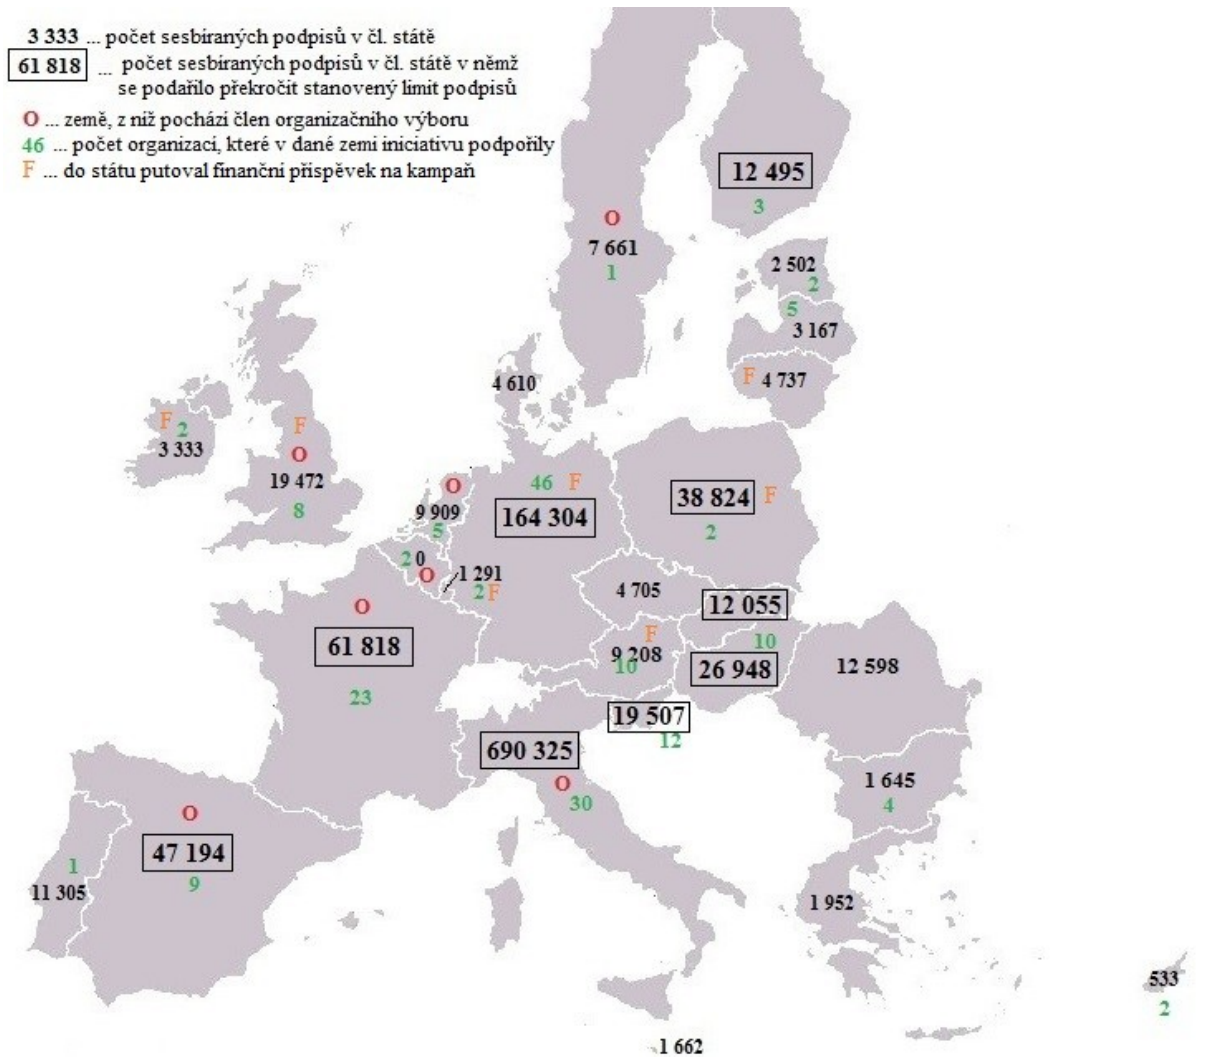 3 333 ... počet sesbíraných podpisů v čl. státě
61 818 ... počet sesbíraných podpisů v čl. státě v němž
se podařilo překročit stanovený limit podpisů
O ... země, z níž pochází člen organizačního výboru
46 ... počet organizací, které v dané zemi iniciativu podpořily
F ... do státu putoval finanční příspěvek na kampaň
12 495
3
O
7 661
1
2 502
2
5
3 167
F 4 737
4 610
F
2
3 333
F
O
19 472
8
O
9 909
5
46 F
164 304
38 824 F
2
2 0
O
1 291
2 F
4 705
12 055
O
61 818
23
F
9 208
10
10
26 948
12 598
19 507
12
690 325
O
30
1 645
4
O
47 194
9
1
11 305
1 952
533
2
1 662